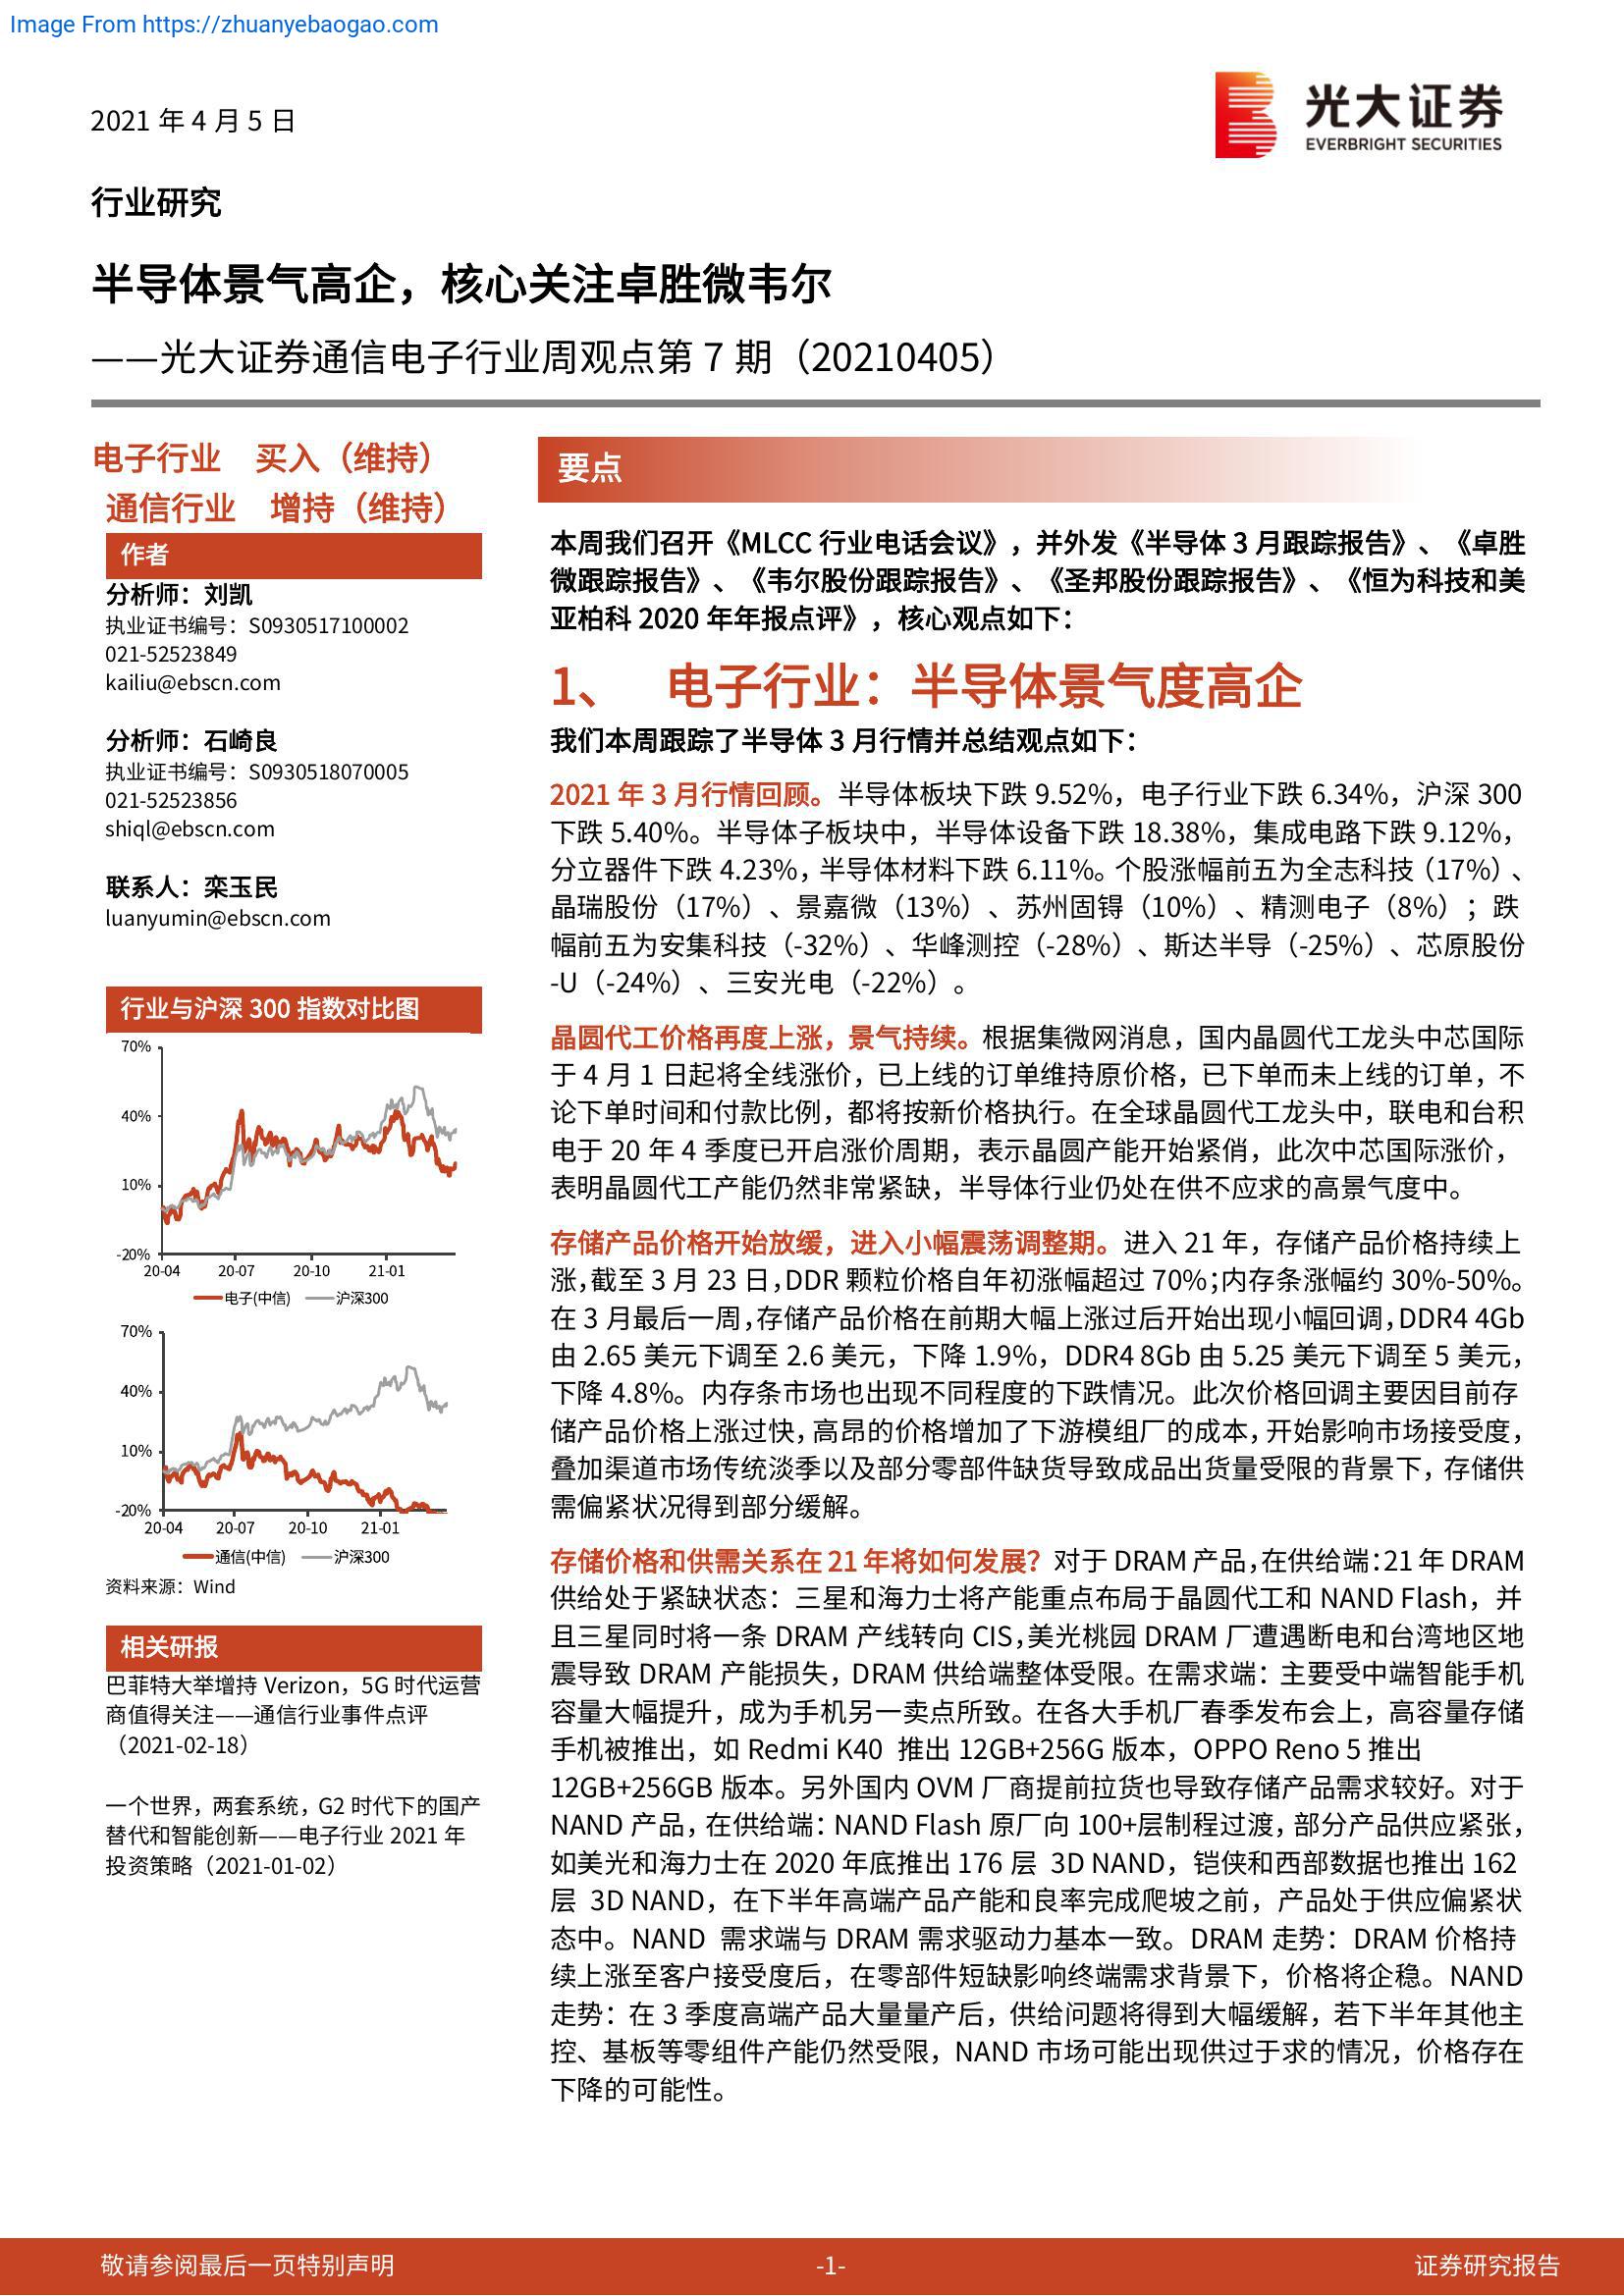 Image From https://zhuanyebaogao.com
2021 年 4 月 5 日
光大证券
EVERBRIGHT SECURITIES
行业研究
半导体景气高企，核心关注卓胜微韦尔
——光大证券通信电子行业周观点第 7 期（20210405）
电子行业 买入（维持）
通信行业 增持（维持）
作者
分析师：刘凯
执业证书编号：S0930517100002
021-52523849
kailiu@ebscn.com
分析师：石崎良
执业证书编号：S0930518070005
021-52523856
shiql@ebscn.com
联系人：栾玉民
luanyumin@ebscn.com
行业与沪深 300 指数对比图
70%
40%
10%
-20%
20-04 20-07 20-10 21-01
电子(中信) 沪深300
70%
40%
10%
-20%
20-04 20-07 20-10 21-01
通信(中信) 沪深300
资料来源：Wind
相关研报
巴菲特大举增持 Verizon，5G 时代运营
商值得关注——通信行业事件点评
（2021-02-18）
一个世界，两套系统，G2 时代下的国产
替代和智能创新——电子行业 2021 年
投资策略（2021-01-02）
要点
本周我们召开《MLCC 行业电话会议》，并外发《半导体 3 月跟踪报告》、《卓胜
微跟踪报告》、《韦尔股份跟踪报告》、《圣邦股份跟踪报告》、《恒为科技和美
亚柏科 2020 年年报点评》，核心观点如下：
1、 电子行业：半导体景气度高企
我们本周跟踪了半导体 3 月行情并总结观点如下：
2021 年 3 月行情回顾。半导体板块下跌 9.52%，电子行业下跌 6.34%，沪深 300
下跌 5.40%。半导体子板块中，半导体设备下跌 18.38%，集成电路下跌 9.12%，
分立器件下跌 4.23%，半导体材料下跌 6.11%。个股涨幅前五为全志科技（17%）、
晶瑞股份（17%）、景嘉微（13%）、苏州固锝（10%）、精测电子（8%）；跌
幅前五为安集科技（-32%）、华峰测控（-28%）、斯达半导（-25%）、芯原股份
-U（-24%）、三安光电（-22%）。
晶圆代工价格再度上涨，景气持续。根据集微网消息，国内晶圆代工龙头中芯国际
于 4 月 1 日起将全线涨价，已上线的订单维持原价格，已下单而未上线的订单，不
论下单时间和付款比例，都将按新价格执行。在全球晶圆代工龙头中，联电和台积
电于 20 年 4 季度已开启涨价周期，表示晶圆产能开始紧俏，此次中芯国际涨价，
表明晶圆代工产能仍然非常紧缺，半导体行业仍处在供不应求的高景气度中。
存储产品价格开始放缓，进入小幅震荡调整期。进入 21 年，存储产品价格持续上
涨，截至 3 月 23 日，DDR 颗粒价格自年初涨幅超过 70%；内存条涨幅约 30%-50%。
在 3 月最后一周，存储产品价格在前期大幅上涨过后开始出现小幅回调，DDR4 4Gb
由 2.65 美元下调至 2.6 美元，下降 1.9%，DDR4 8Gb 由 5.25 美元下调至 5 美元，
下降 4.8%。内存条市场也出现不同程度的下跌情况。此次价格回调主要因目前存
储产品价格上涨过快，高昂的价格增加了下游模组厂的成本，开始影响市场接受度，
叠加渠道市场传统淡季以及部分零部件缺货导致成品出货量受限的背景下，存储供
需偏紧状况得到部分缓解。
存储价格和供需关系在 21 年将如何发展？对于 DRAM 产品，在供给端：21 年 DRAM
供给处于紧缺状态：三星和海力士将产能重点布局于晶圆代工和 NAND Flash，并
且三星同时将一条 DRAM 产线转向 CIS，美光桃园 DRAM 厂遭遇断电和台湾地区地
震导致 DRAM 产能损失，DRAM 供给端整体受限。在需求端：主要受中端智能手机
容量大幅提升，成为手机另一卖点所致。在各大手机厂春季发布会上，高容量存储
手机被推出，如 Redmi K40 推出 12GB+256G 版本，OPPO Reno 5 推出
12GB+256GB 版本。另外国内 OVM 厂商提前拉货也导致存储产品需求较好。对于
NAND 产品，在供给端：NAND Flash 原厂向 100+层制程过渡，部分产品供应紧张，
如美光和海力士在 2020 年底推出 176 层 3D NAND，铠侠和西部数据也推出 162
层 3D NAND，在下半年高端产品产能和良率完成爬坡之前，产品处于供应偏紧状
态中。NAND 需求端与 DRAM 需求驱动力基本一致。DRAM 走势：DRAM 价格持
续上涨至客户接受度后，在零部件短缺影响终端需求背景下，价格将企稳。NAND
走势：在 3 季度高端产品大量量产后，供给问题将得到大幅缓解，若下半年其他主
控、基板等零组件产能仍然受限，NAND 市场可能出现供过于求的情况，价格存在
下降的可能性。
敬请参阅最后一页特别声明 -1- 证券研究报告